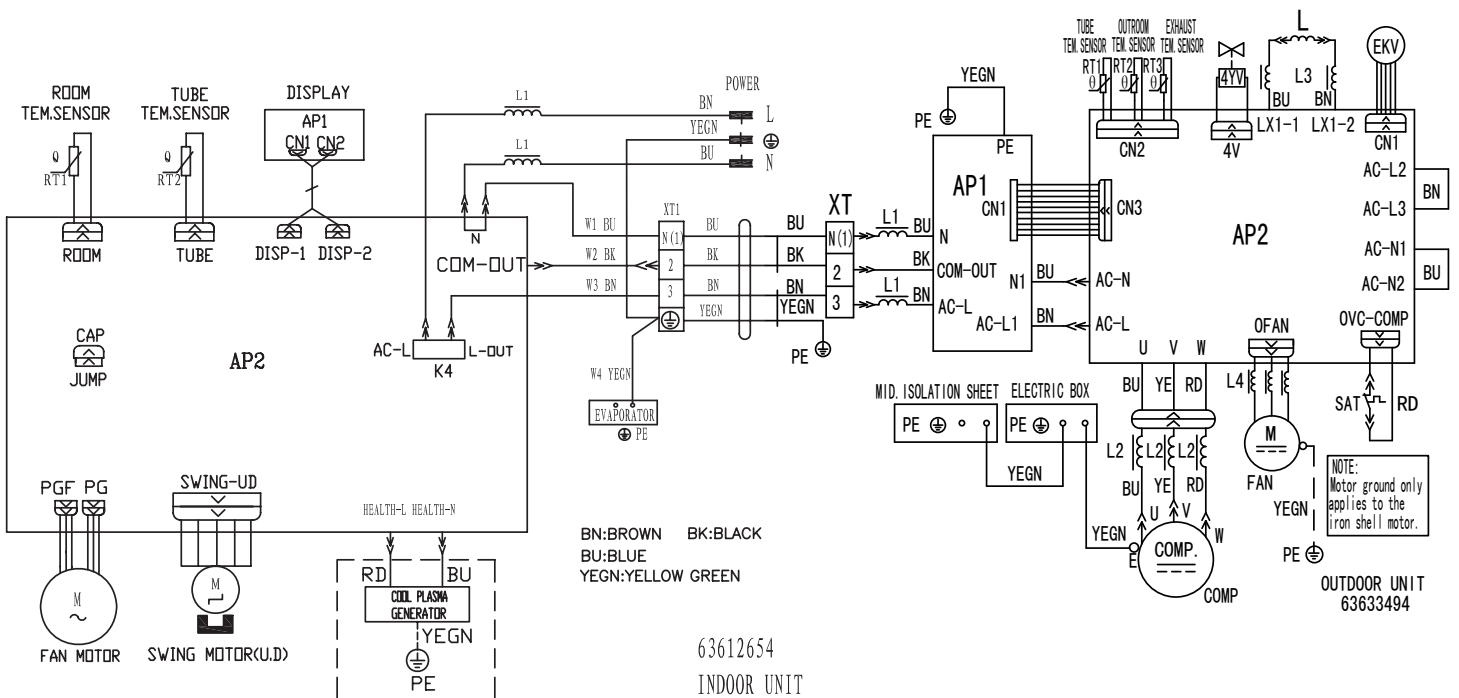 ROOM
TEM.SENSOR
TUBE
TEM.SENSOR
DISPLAY
AP1
CN1 CN2
Q
RT1
Q
RT2
ROOM
TUBE
DISP-1 DISP-2
L1
L1
POWER
BN
L
YEGN
BU
N
N
COM-OUT
AC-L
L-OUT
K4
CAP
JUMP
AP2
W1 BU
W2 BK
W3 BN
W4 YEGN
XT1
N(1)
2
3
BU
BK
BN
YEGN
EVAPORATOR
PE
PGF PG
SWING-UD
M
~
FAN MOTOR
M
SWING MOTOR(U.D)
HEALTH-L HEALTH-N
RD
BU
COOL PLASMA
GENERATOR
YEGN
PE
BN:BROWN BK:BLACK
BU:BLUE
YEGN:YELLOW GREEN
63612654
INDOOR UNIT
BU
BK
BN
YEGN
PE
XT
N(1)
2
3
L1
BU
BK
L1
BN
YEGN
PE
PE
AP1
CN1
N
COM-OUT
AC-L
N1
AC-L1
BU
BN
CN3
TUBE
TEM.SENSOR
OUTROOM
TEM.SENSOR
EXHAUST
TEM.SENSOR
RT1
θ
RT2
θ
RT3
θ
CN2
4YV
4V
L
L3
BU
BN
LX1-1
LX1-2
EKV
CN1
AP2
AC-L2
AC-L3
BN
AC-N1
AC-N2
BU
AC-N
AC-L
U V W
BU YE RD
OFAN
L4
M
FAN
YEGN
PE
OVC-COMP
SAT
RD
MID. ISOLATION SHEET
PE
ELECTRIC BOX
PE
YEGN
L2 L2 L2
BU YE RD
U V W
YEGN
E
COMP.
COMP
NOTE:
Motor ground only
applies to the
iron shell motor.
OUTDOOR UNIT
63633494